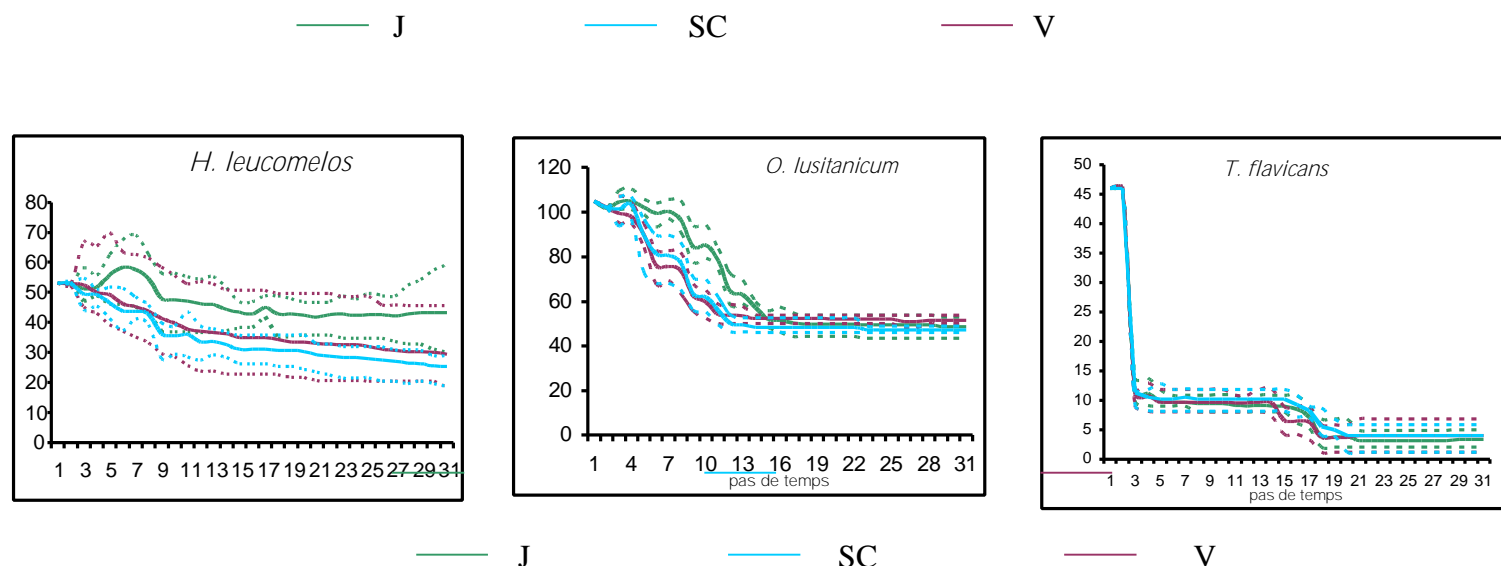 J SC V
H. leucomelos
80
70
60
50
40
30
20
10
0
1 3 5 7 9 11 13 15 17 19 21 23 25 27 29 31
O. lusitanicum
120
100
80
60
40
20
0
1 4 7 10 13 16 19 22 25 28 31
pas de temps
T. flavicans
50
45
40
35
30
25
20
15
10
5
0
1 3 5 7 9 11 13 15 17 19 21 23 25 27 29 31
pas de temps
J SC V